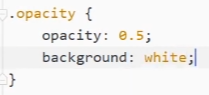 .opacity {
    opacity: 0.5;
    background: white;
}